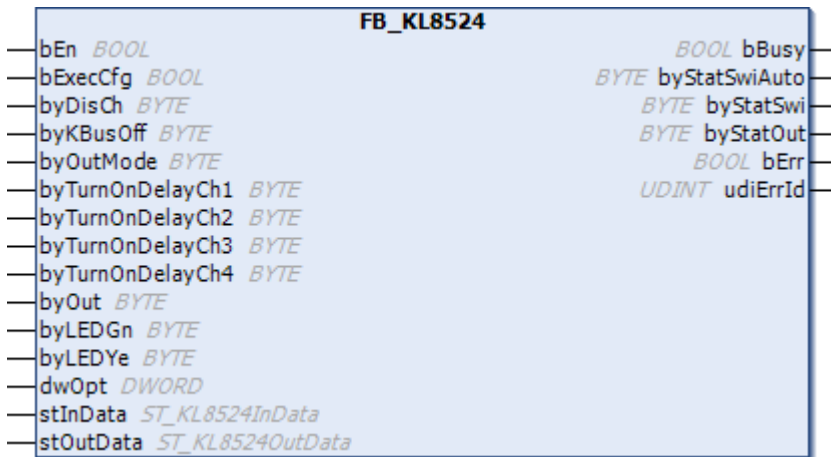 FB_KL8524
bEn BOOL BOOL bBusy
bExecCfg BOOL BYTE byStatSwiAuto
byDisCh BYTE BYTE byStatSwi
byKBusOff BYTE BYTE byStatOut
byOutMode BYTE BOOL bErr
byTurnOnDelayCh1 BYTE UDINT udiErrId
byTurnOnDelayCh2 BYTE
byTurnOnDelayCh3 BYTE
byTurnOnDelayCh4 BYTE
byOut BYTE
byLEDGn BYTE
byLEDYe BYTE
dwOpt DWORD
stInData ST_KL8524InData
stOutData ST_KL8524OutData